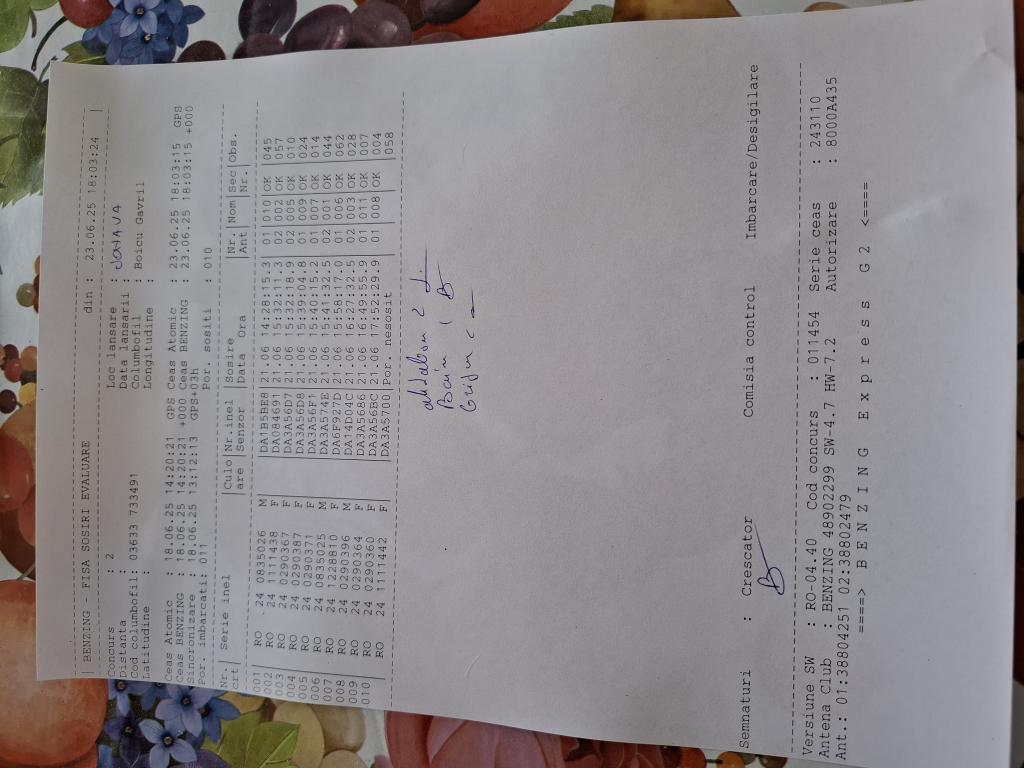 | BENZING - FISA SOSIRI EVALUARE din : 23.06.25 18:03:24 |
Concurs : 2 Loc lansare :
Distanta : Data lansarii :
Cod columbofil: 03633 733491 Columbofil : Boicu Gavril
Latitudine : Longitudine :
Ceas Atomic : 18.06.25 14:20:21 GPS Ceas Atomic : 23.06.25 18:03:15 GPS
Ceas BENZING : 18.06.25 14:20:21 +000 Ceas BENZING : 23.06.25 18:03:15 +000
Sincronizare : 18.06.25 13:12:13 GPS+03h
Por. imbarcati: 011 Por. sositi : 010
Nr | Serie inel |Culo|Nr.inel |Sosire |Nr.|Nom|Sec|Obs.
crt| |are |Senzor |Data Ora |Ant| |Nr.|
001 | RO 24 0835026 M |DA1B5BE8|21.06 14:28:15.3| 01|010|OK |045
002 | RO 24 1111438 F |DA084691|21.06 15:32:11.3| 01|002|OK |057
003 | RO 24 0290367 F |DA3A56D7|21.06 15:32:18.9| 02|005|OK |010
004 | RO 24 0290387 F |DA3A56D8|21.06 15:39:04.8| 01|009|OK |024
005 | RO 24 0290371 F |DA3A56F1|21.06 15:40:15.2| 01|007|OK |014
006 | RO 24 0835025 M |DA3A574E|21.06 15:41:32.5| 02|001|OK |044
007 | RO 24 1228810 F |DA6F927D|21.06 15:58:17.0| 01|006|OK |062
008 | RO 24 0290396 M |DA14D04C|21.06 16:27:33.5| 02|003|OK |028
009 | RO 24 0290364 F |DA3A5686|21.06 16:49:55.9| 01|011|OK |007
010 | RO 24 0290360 F |DA3A56BC|21.06 17:52:29.9| 01|008|OK |004
| RO 24 1111442 F |DA3A5700|Por. nesosit | | | |058
Semnaturi : Crescator Comisia control Imbarcare/Desigilare
Versiune SW : RO-04.40 Cod concurs : 011454 Serie ceas : 243110
Antena Club : BENZING 48902299 SW-4.7 HW-7.2 Autorizare : 8000A435
Ant.: 01:38804251 02:38802479
====> B E N Z I N G E x p r e s s G 2 <====